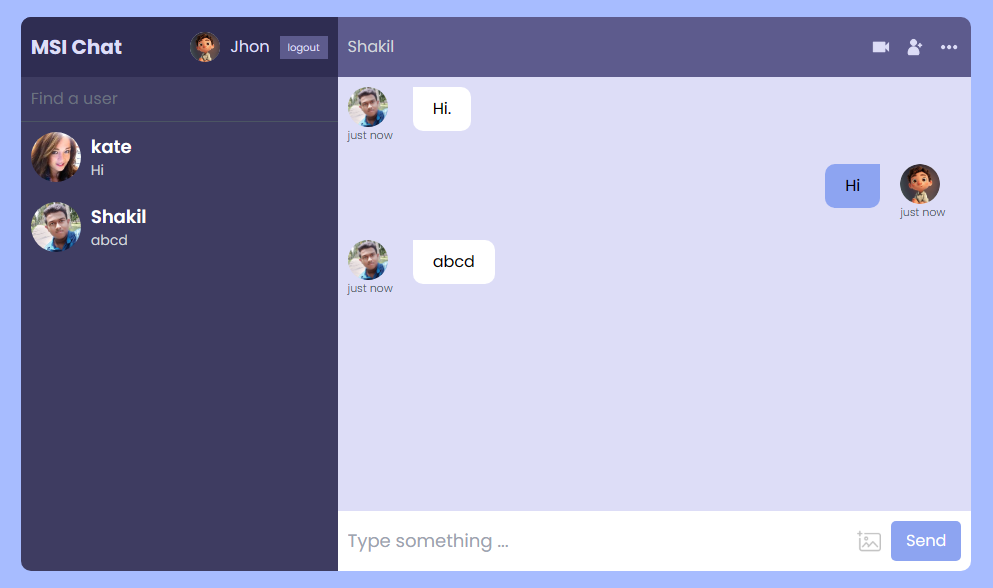 MSI Chat
Jhon
logout
Find a user
kate
Hi
Shakil
abcd
Shakil
Hi.
just now
Hi
just now
abcd
just now
Type something ...
Send